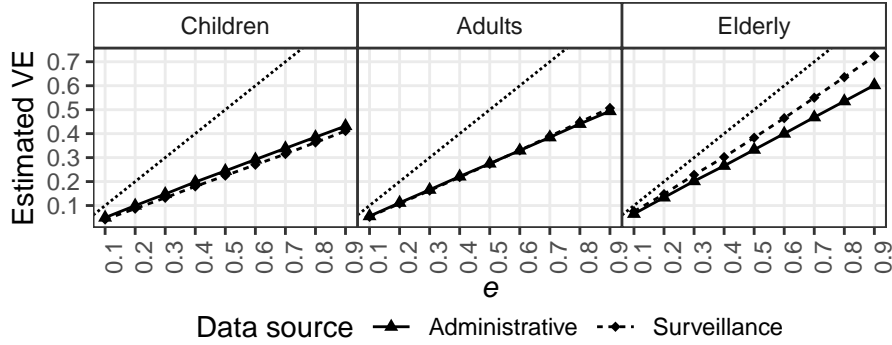 Children Adults Elderly
Estimated VE
0.7
0.6
0.5
0.4
0.3
0.2
0.1
0.1 0.2 0.3 0.4 0.5 0.6 0.7 0.8 0.9 0.1 0.2 0.3 0.4 0.5 0.6 0.7 0.8 0.9 0.1 0.2 0.3 0.4 0.5 0.6 0.7 0.8 0.9
e
Data source Administrative Surveillance